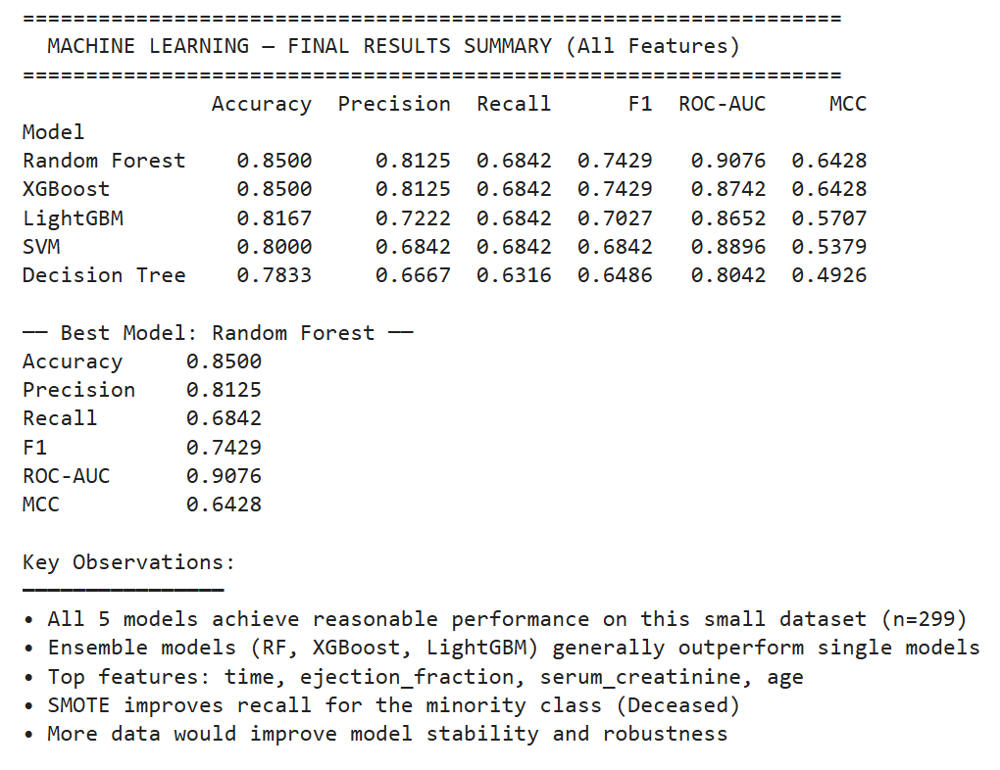 =================================================================
  MACHINE LEARNING — FINAL RESULTS SUMMARY (All Features)
=================================================================
               Accuracy  Precision  Recall      F1  ROC-AUC     MCC
Model
Random Forest    0.8500     0.8125  0.6842  0.7429   0.9076  0.6428
XGBoost          0.8500     0.8125  0.6842  0.7429   0.8742  0.6428
LightGBM         0.8167     0.7222  0.6842  0.7027   0.8652  0.5707
SVM              0.8000     0.6842  0.6842  0.6842   0.8896  0.5379
Decision Tree    0.7833     0.6667  0.6316  0.6486   0.8042  0.4926
—— Best Model: Random Forest ——
Accuracy     0.8500
Precision    0.8125
Recall       0.6842
F1           0.7429
ROC-AUC      0.9076
MCC          0.6428
Key Observations:
————————————————
• All 5 models achieve reasonable performance on this small dataset (n=299)
• Ensemble models (RF, XGBoost, LightGBM) generally outperform single models
• Top features: time, ejection_fraction, serum_creatinine, age
• SMOTE improves recall for the minority class (Deceased)
• More data would improve model stability and robustness